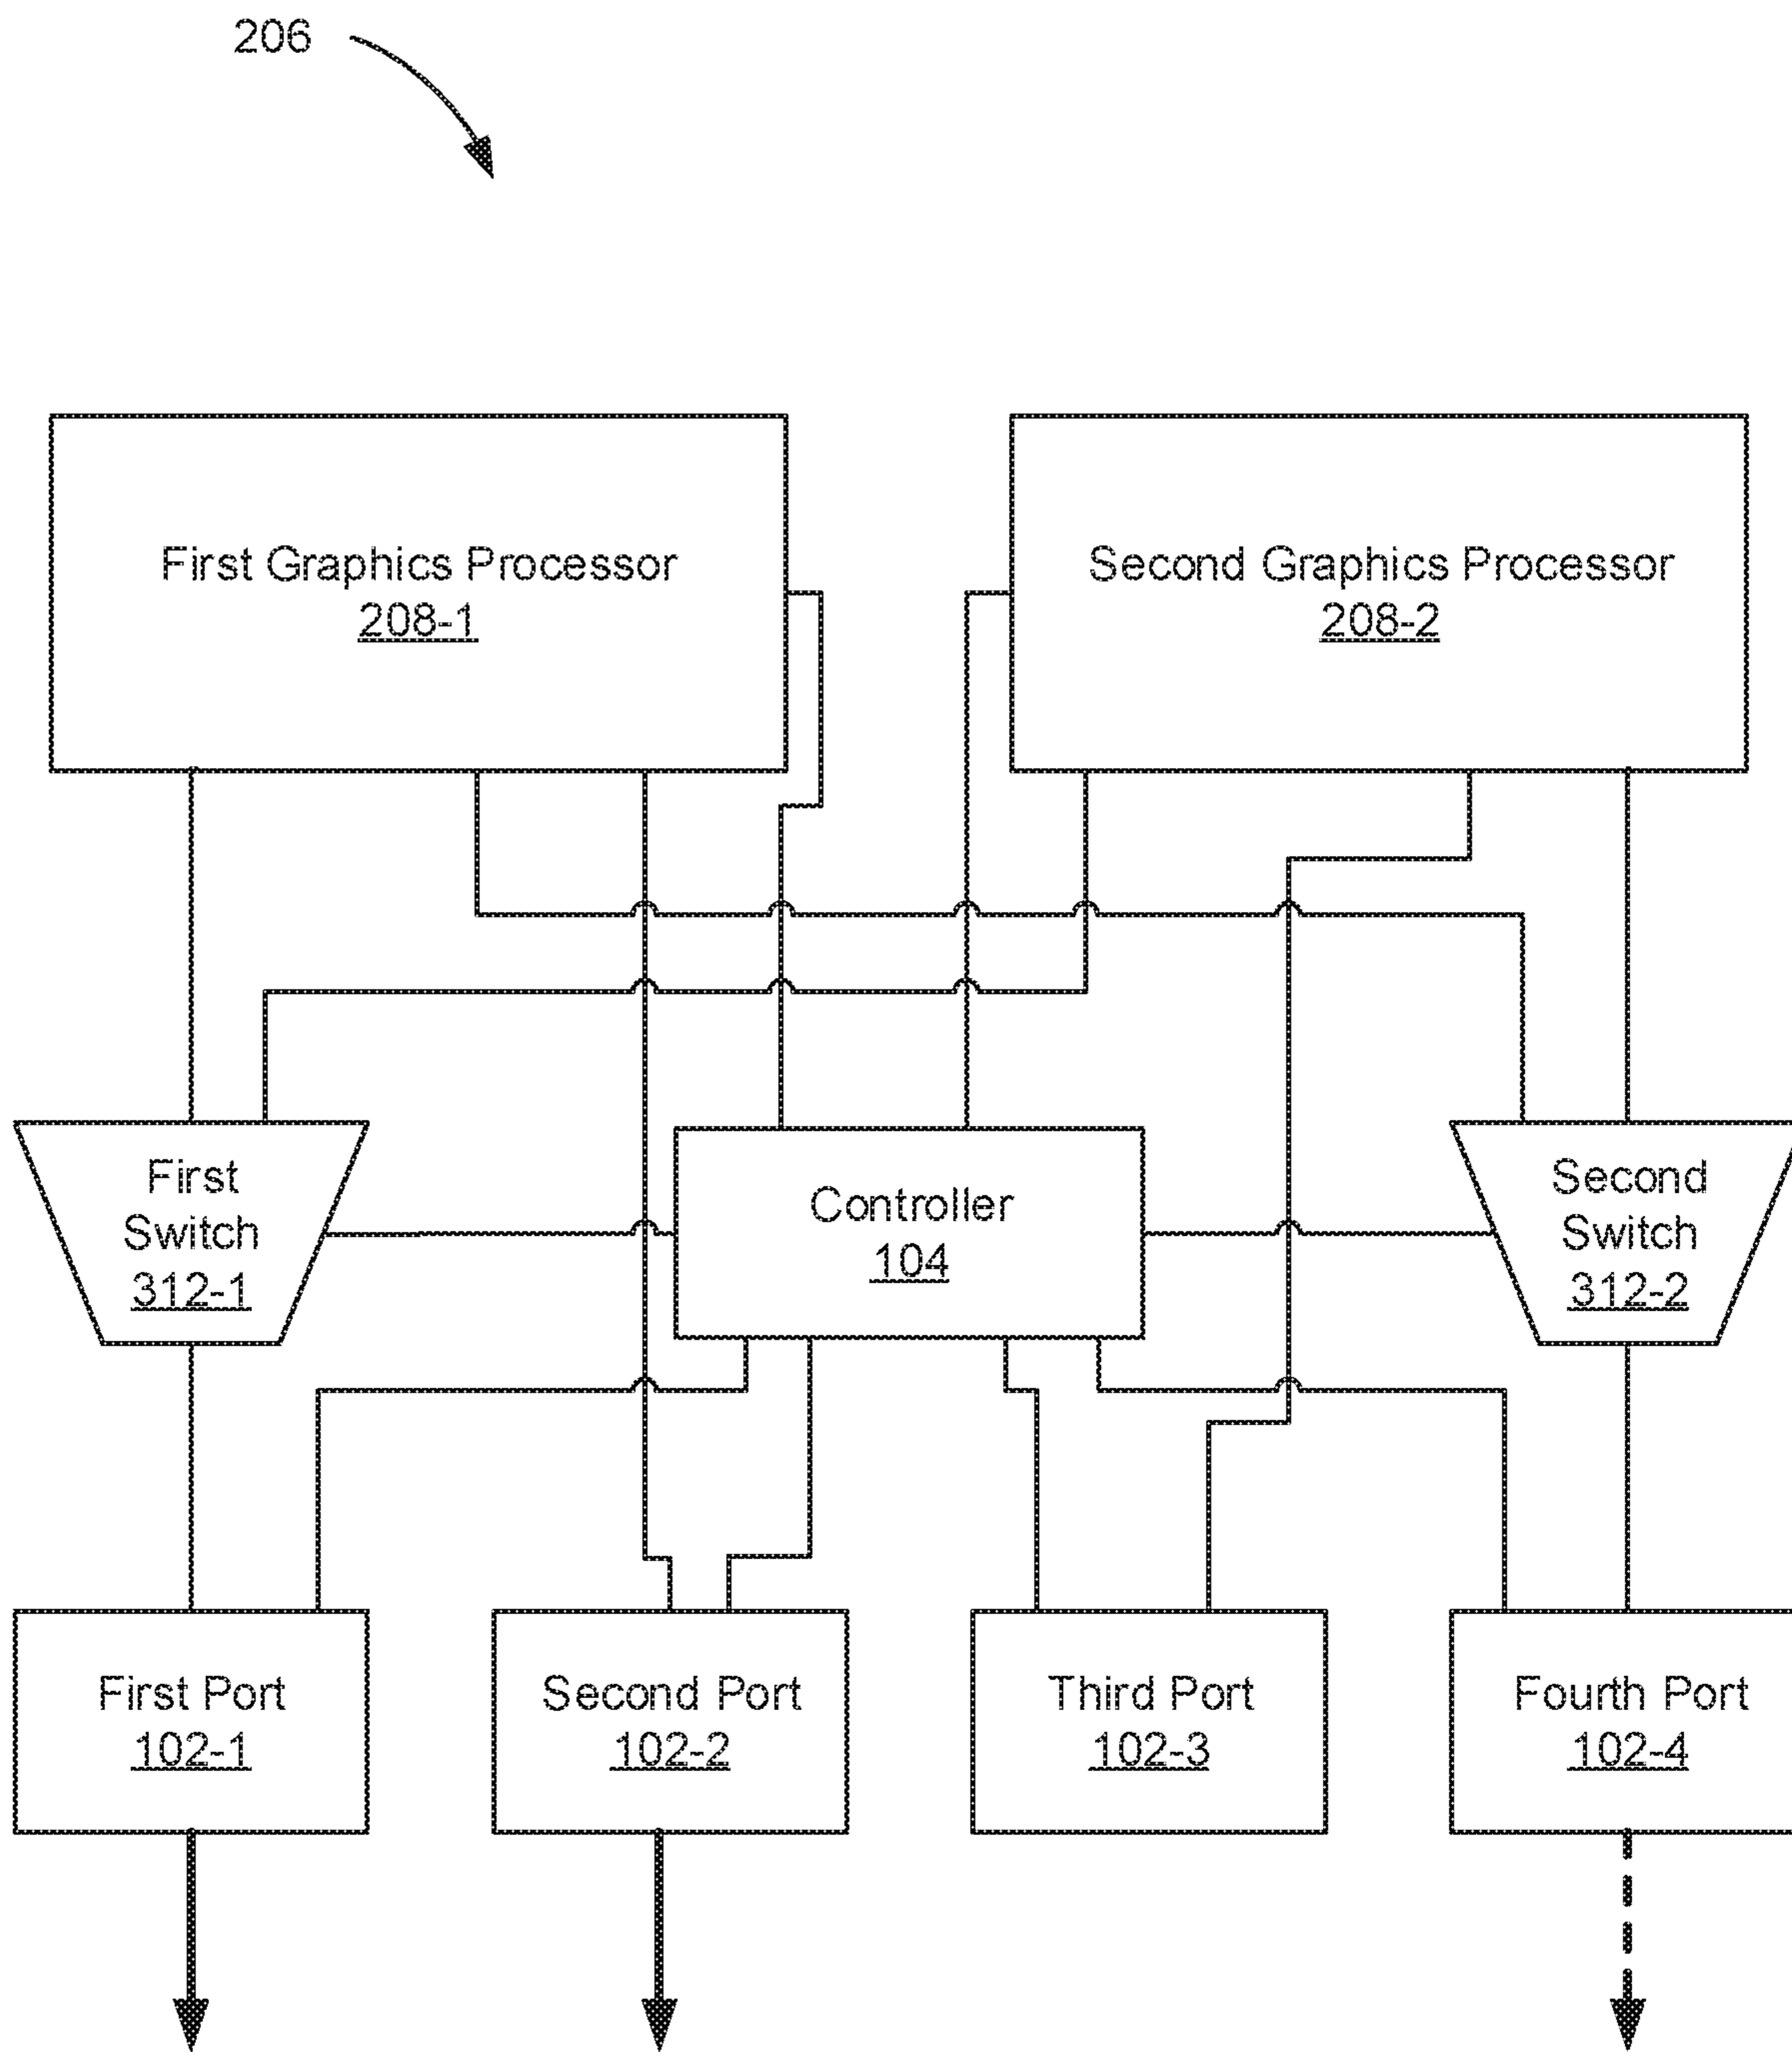 206
First Graphics Processor
208-1
Second Graphics Processor
208-2
First
Switch
312-1
Controller
104
Second
Switch
312-2
First Port
102-1
Second Port
102-2
Third Port
102-3
Fourth Port
102-4